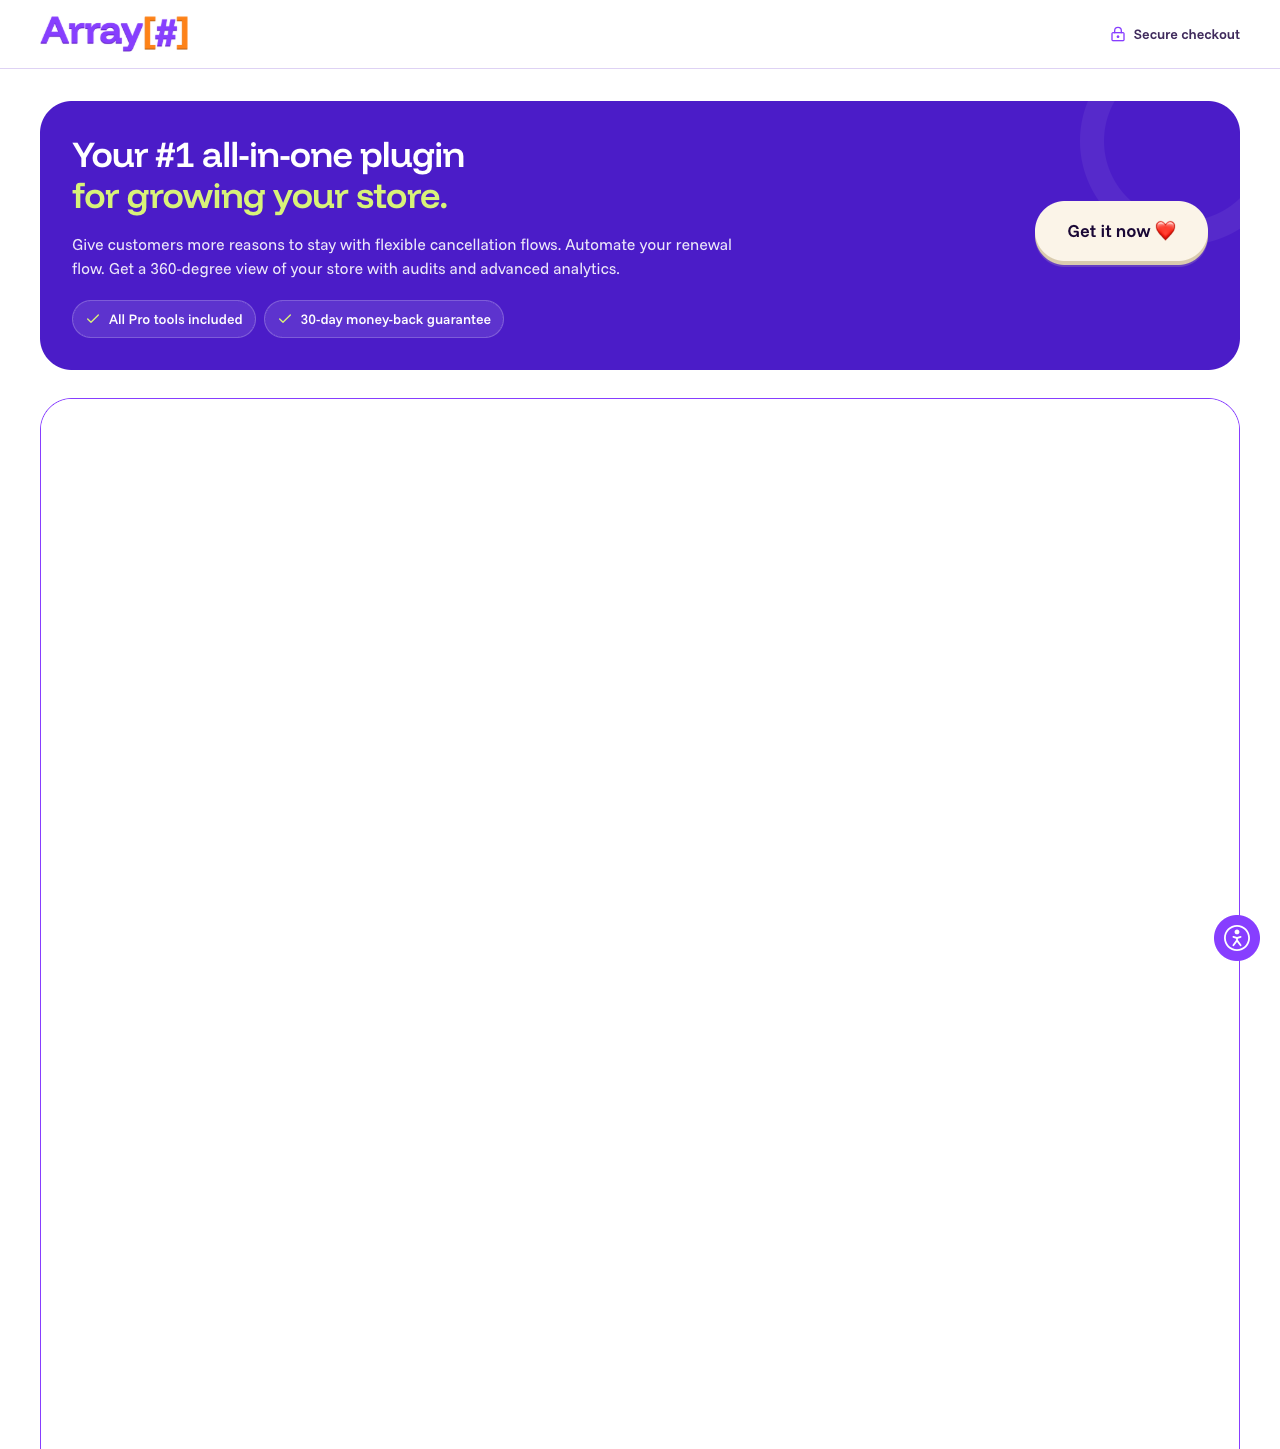 Array[#]
Secure checkout
Your #1 all-in-one plugin
for growing your store.
Give customers more reasons to stay with flexible cancellation flows. Automate your renewal
flow. Get a 360-degree view of your store with audits and advanced analytics.
Get it now ❤️
All Pro tools included
30-day money-back guarantee